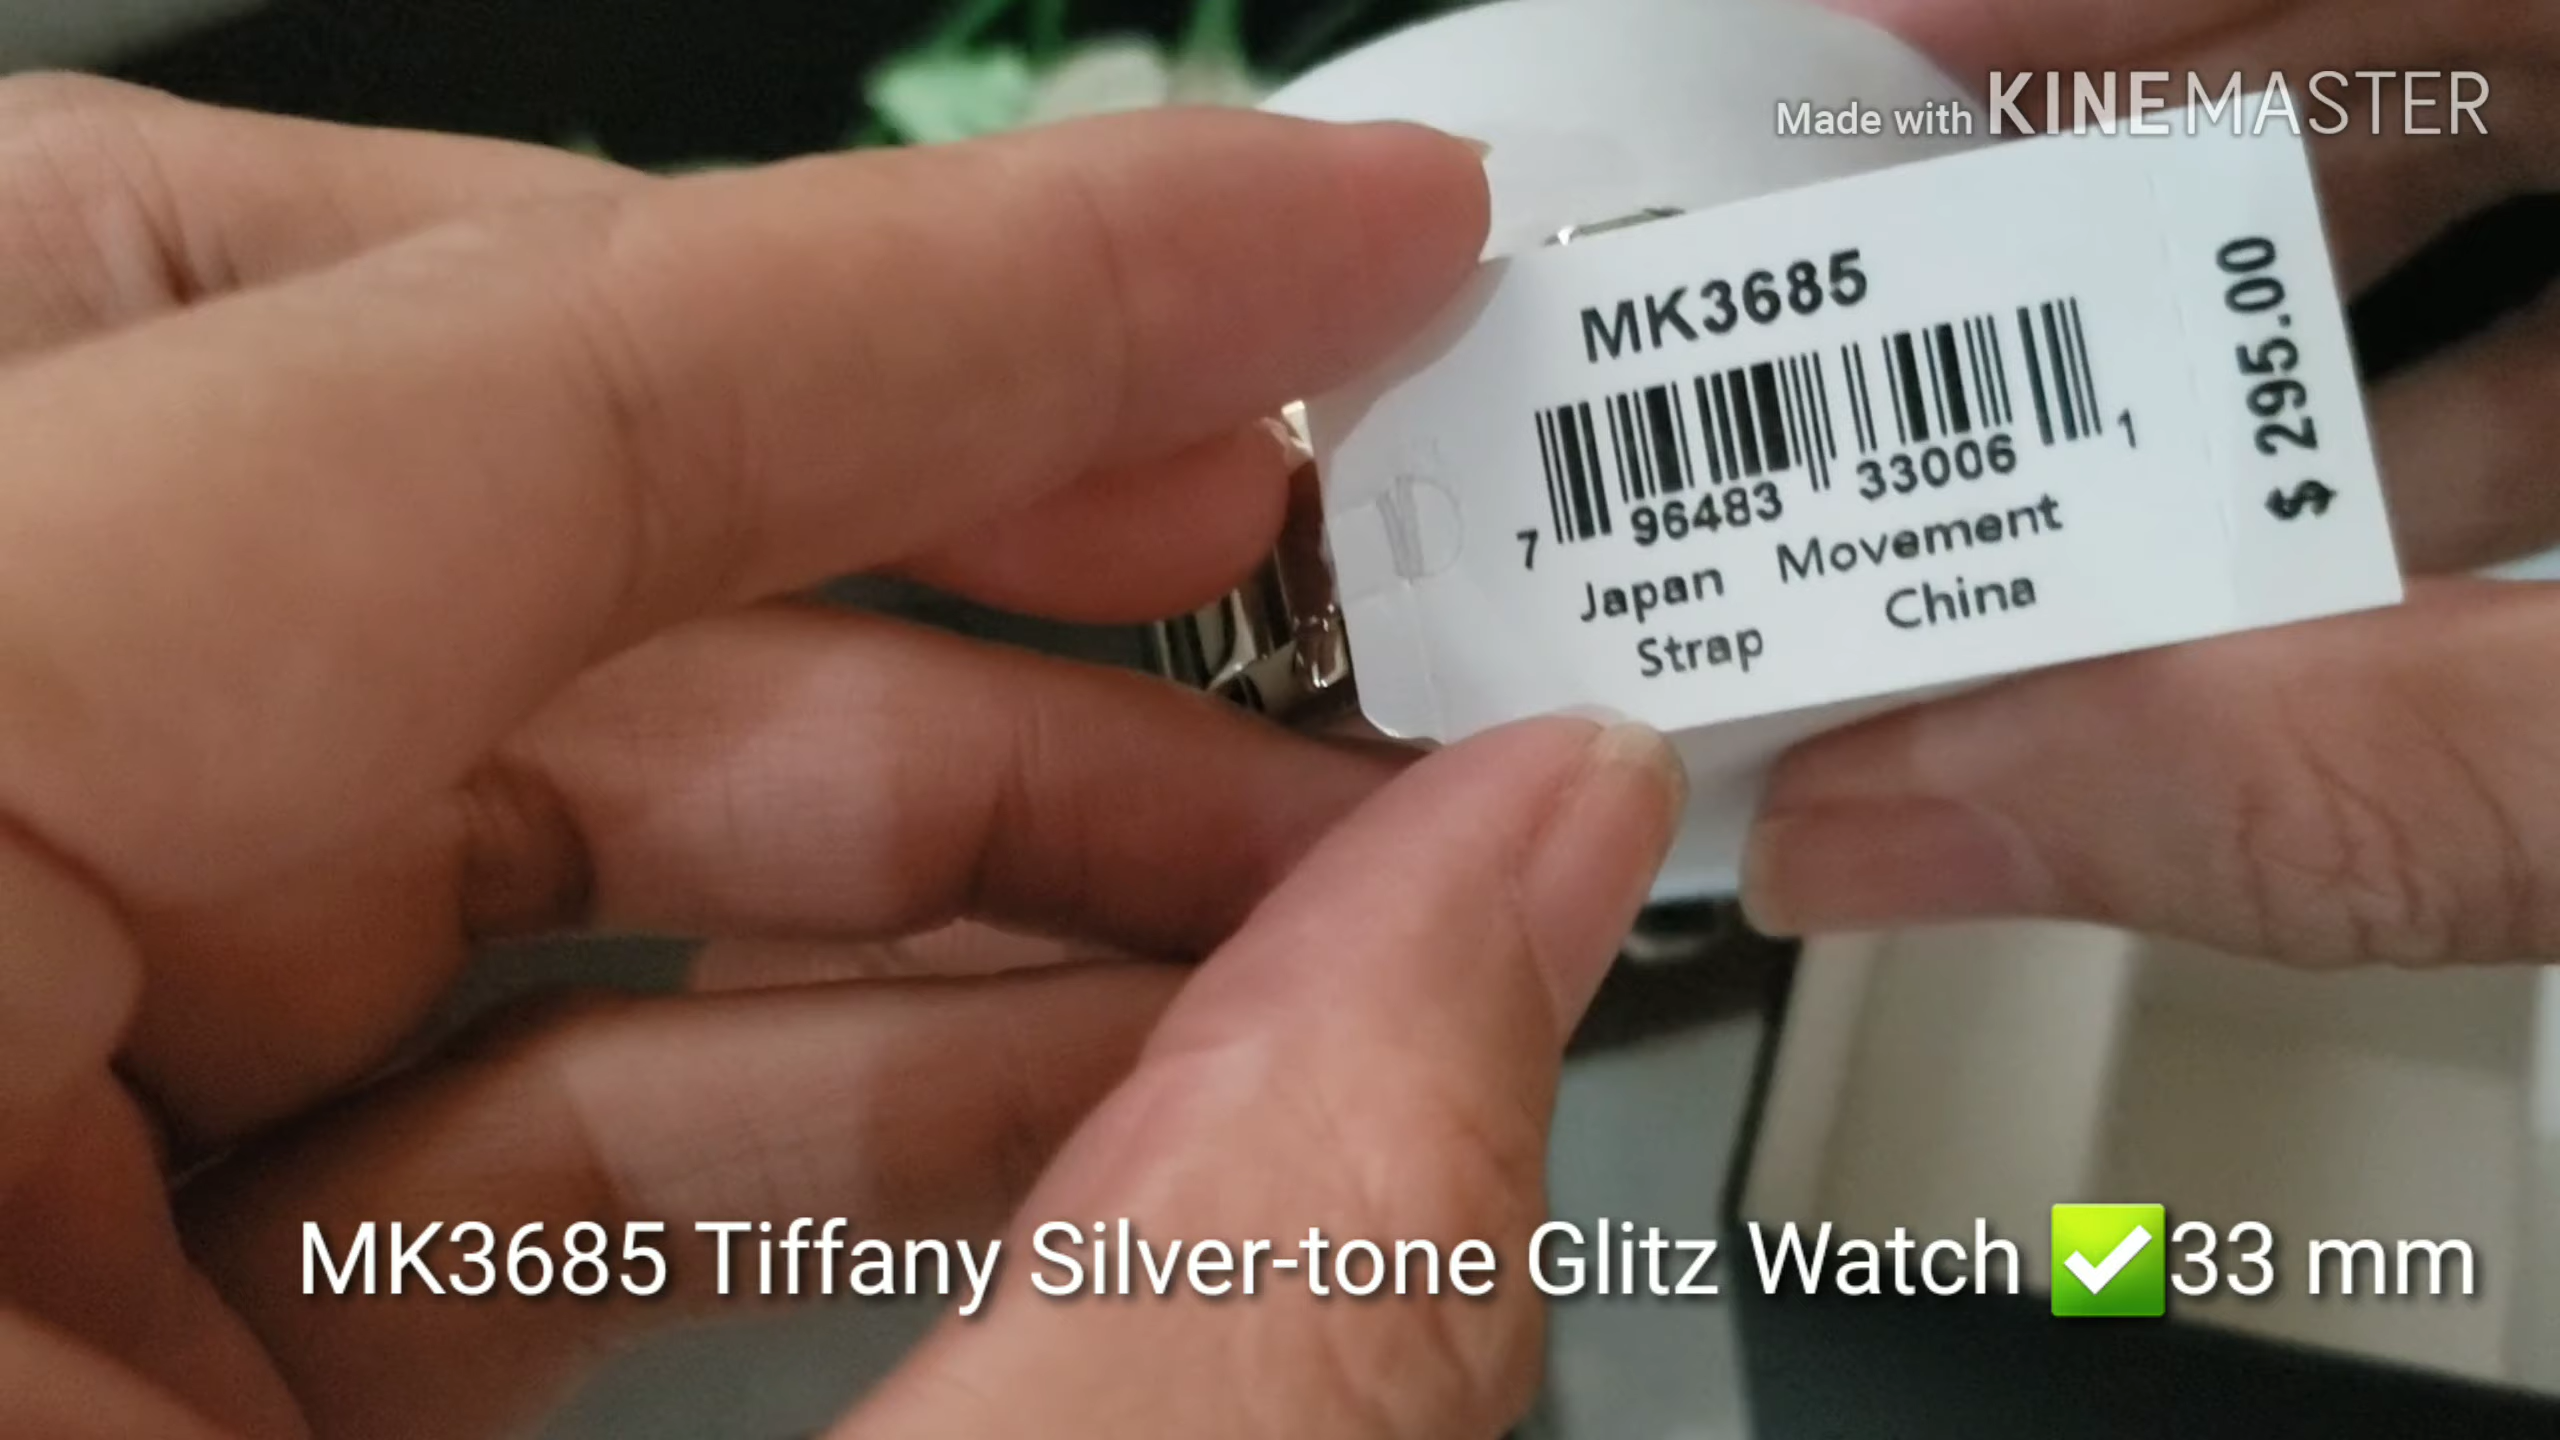 Made with KINEMASTER
MK3685
7 96483 33006 1
Japan Movement
Strap China
$ 295.00
MK3685 Tiffany Silver-tone Glitz Watch ✅33 mm